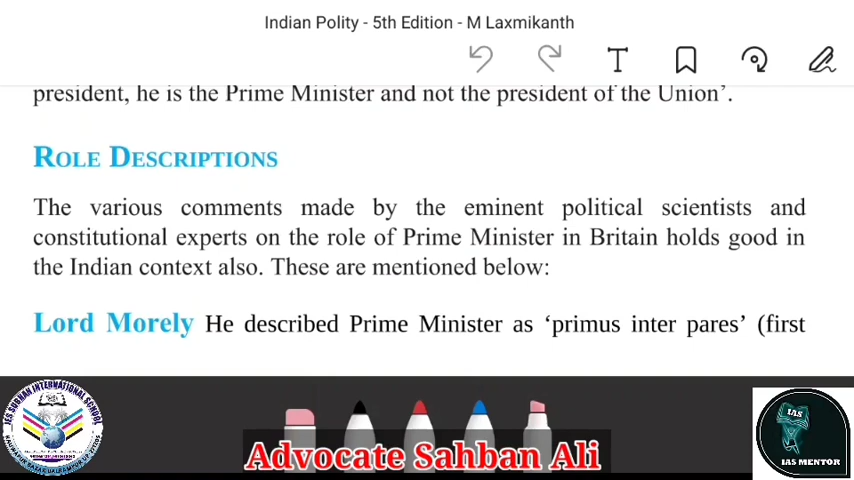 Indian Polity - 5th Edition - M Laxmikanth
president, he is the Prime Minister and not the president of the Union’.
ROLE DESCRIPTIONS
The various comments made by the eminent political scientists and
constitutional experts on the role of Prime Minister in Britain holds good in
the Indian context also. These are mentioned below:
Lord Morely He described Prime Minister as ‘primus inter pares’ (first
Advocate Sahban Ali
IAS
IAS MENTOR